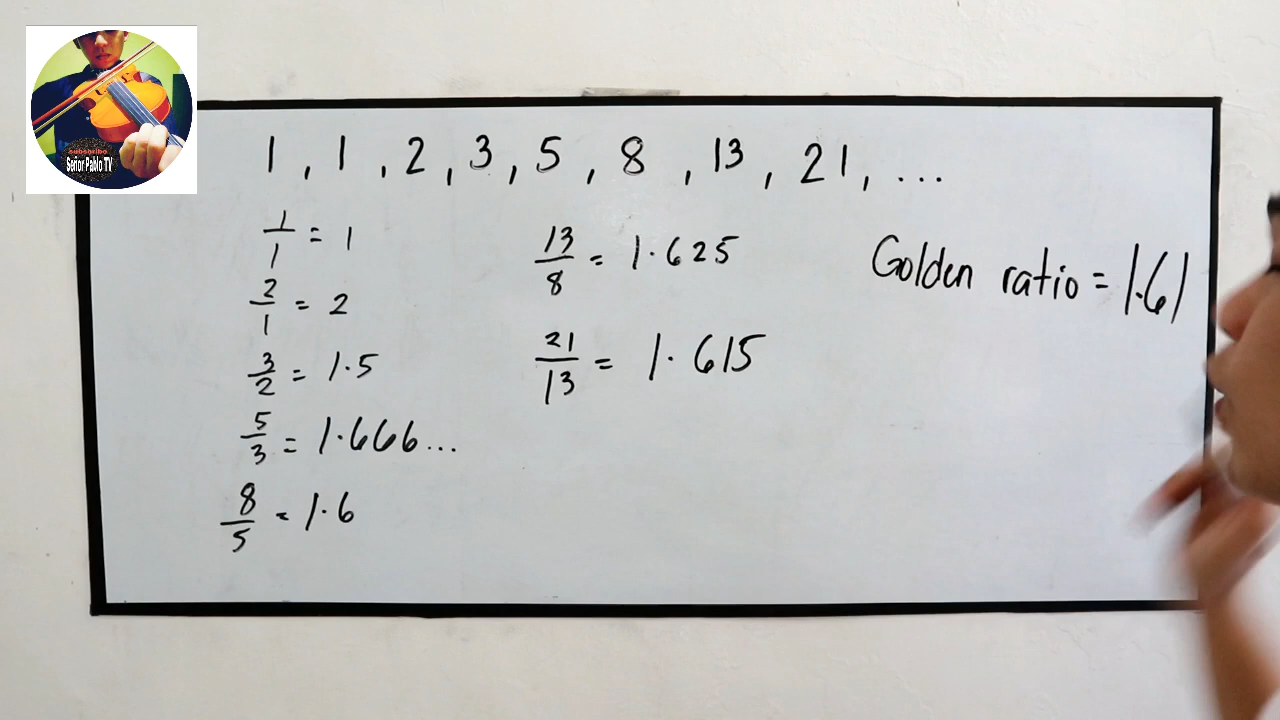 subscribe
Señor Pablo TV
1, 1, 2, 3, 5, 8, 13, 21, ...
1/1 = 1
2/1 = 2
3/2 = 1.5
5/3 = 1.666...
8/5 = 1.6
13/8 = 1.625
21/13 = 1.615
Golden ratio = 1.61